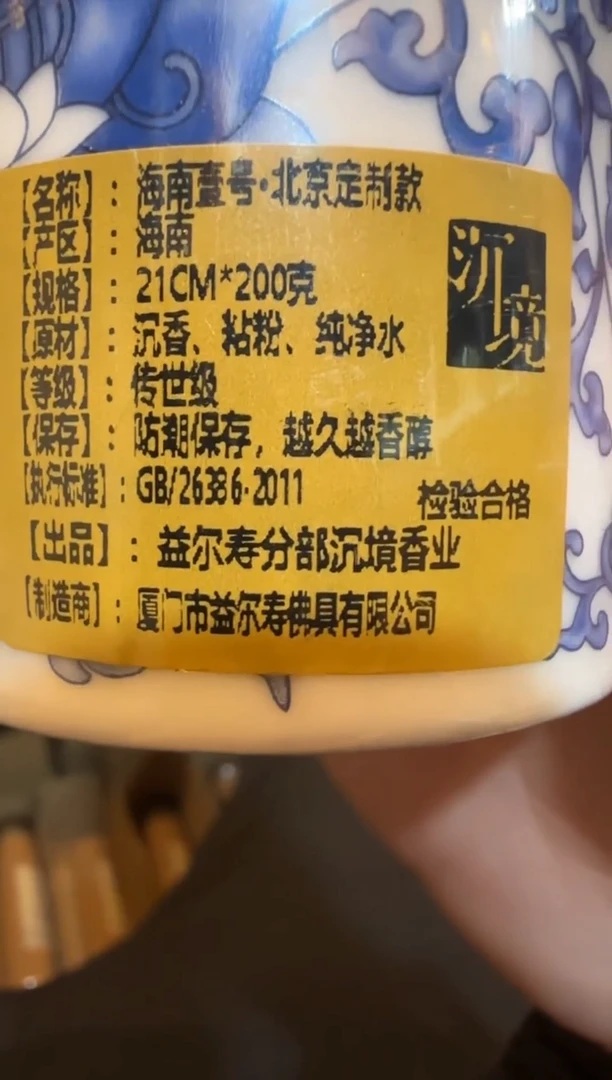 【名称】：海南壹号·北京定制款
【产区】：海南
【规格】：21CM*200克
【原材】：沉香、粘粉、纯净水
【等级】：传世级
【保存】：防潮保存，越久越香醇
【执行标准】：GB/26386-2011
检验合格
【出品】：益尔寿分部沉境香业
【制造商】：厦门市益尔寿佛具有限公司
沉境